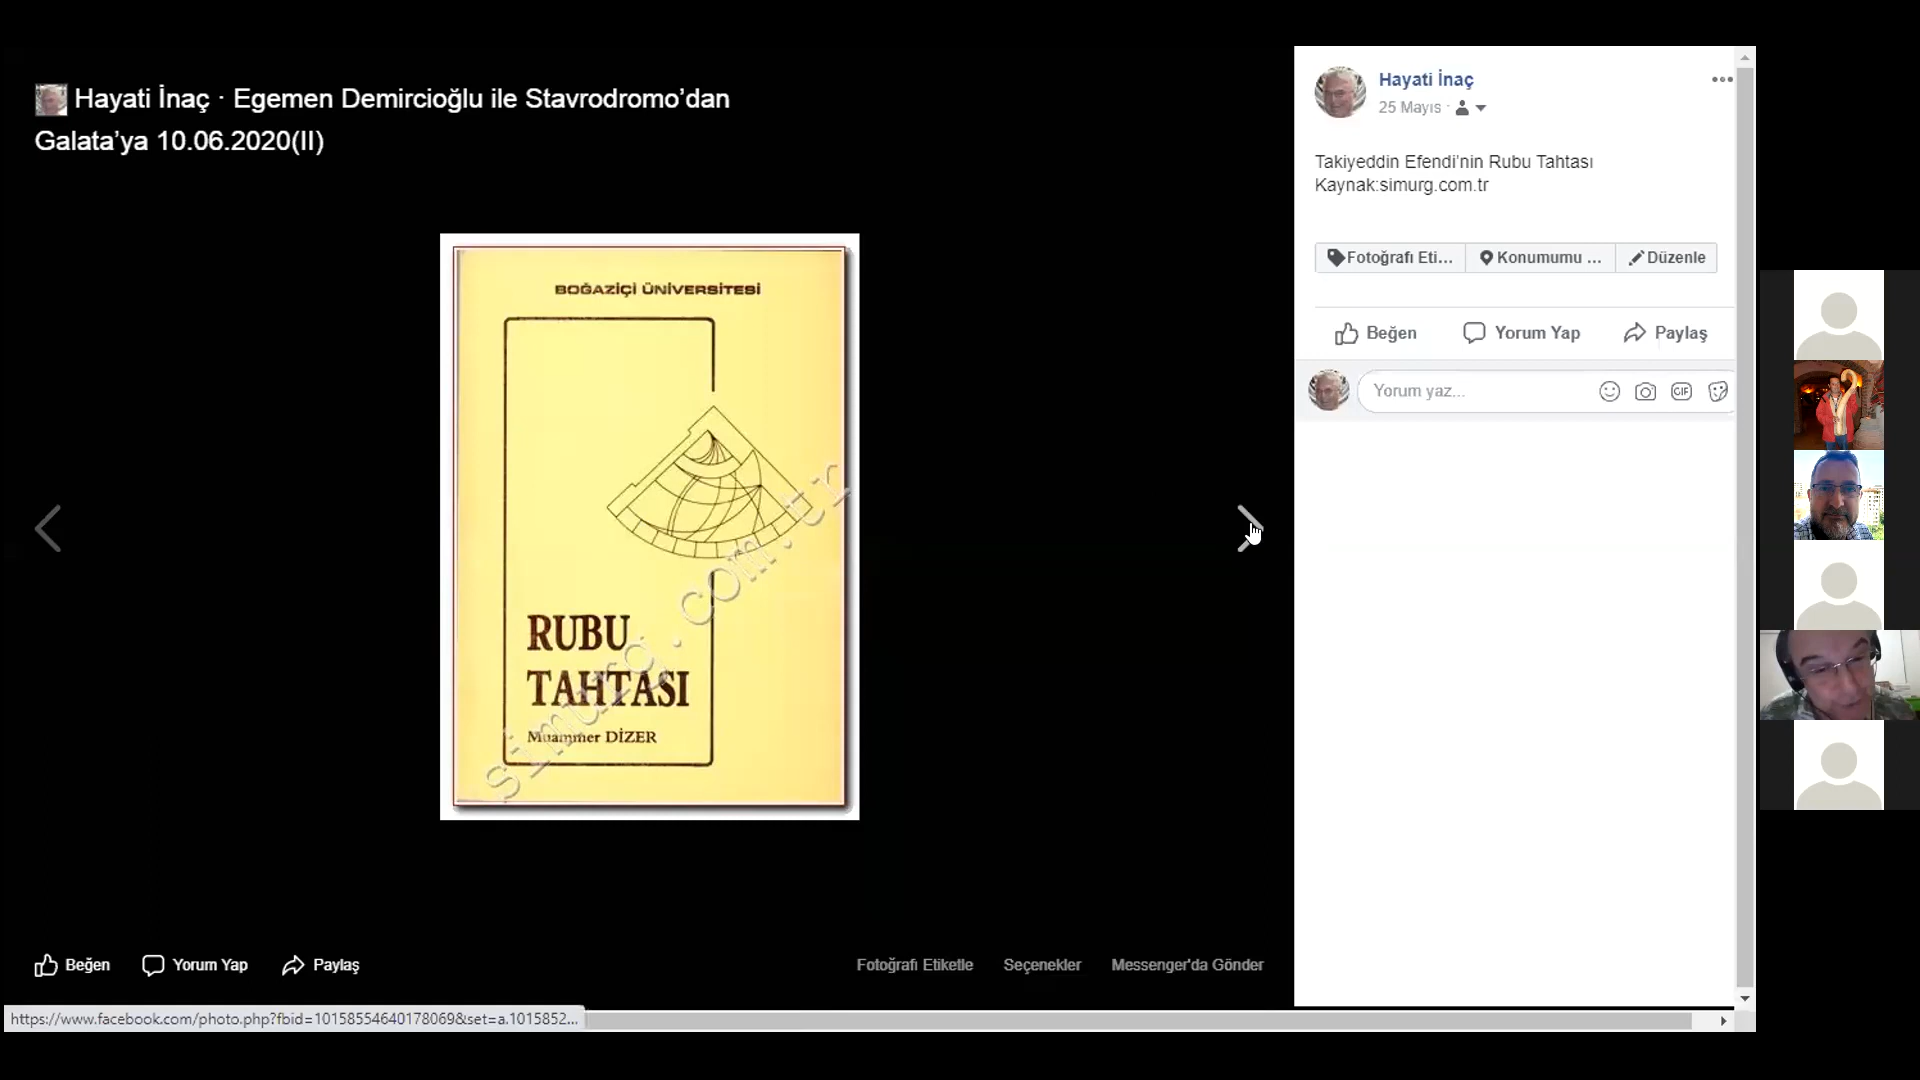 Hayati İnaç · Egemen Demircioğlu ile Stavrodromo’dan
Galata’ya 10.06.2020(II)
BOĞAZİÇİ ÜNİVERSİTESİ
RUBU
TAHTASI
Muammer DİZER
simurg.com.tr
Beğen
Yorum Yap
Paylaş
Fotoğrafı Etiketle
Seçenekler
Messenger'da Gönder
https://www.facebook.com/photo.php?fbid=10158554640178069&set=a.1015852...
Hayati İnaç
25 Mayıs ·
Takiyeddin Efendi’nin Rubu Tahtası
Kaynak:simurg.com.tr
Fotoğrafı Eti...
Konumumu ...
Düzenle
Beğen
Yorum Yap
Paylaş
Yorum yaz...
GIF